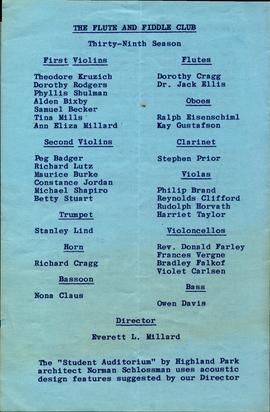 THE FLUTE AND FIDDLE CLUB
Thirty-Ninth Season
First Violins
Theodore Kruzich
Dorothy Rodgers
Phyllis Shulman
Alden Bixby
Samuel Becker
Tina Mills
Ann Eliza Millard
Second Violins
Peg Badger
Richard Lutz
Maurice Burke
Constance Jordan
Michael Shapiro
Betty Stuart
Trumpet
Stanley Lind
Horn
Richard Cragg
Bassoon
Nona Claus
Flutes
Dorothy Cragg
Dr. Jack Ellis
Oboes
Ralph Eisenschiml
Kay Gustafson
Clarinet
Stephen Prior
Violas
Philip Brand
Reynolds Clifford
Rudolph Horvath
Harriet Taylor
Violoncellos
Rev. Donald Farley
Frances Vergne
Bradley Falkof
Violet Carlsen
Bass
Owen Davis
Director
Everett L. Millard
The "Student Auditorium" by Highland Park
architect Norman Schlossman uses acoustic
design features suggested by our Director